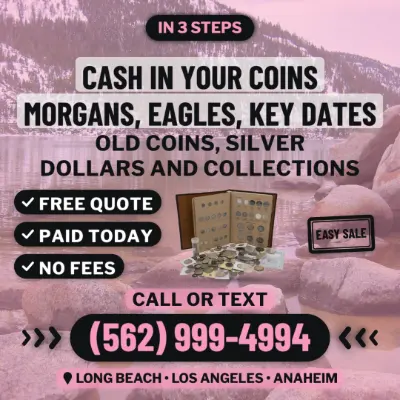 IN 3 STEPS
CASH IN YOUR COINS
MORGANS, EAGLES, KEY DATES
OLD COINS, SILVER
DOLLARS AND COLLECTIONS
FREE QUOTE
PAID TODAY
NO FEES
EASY SALE
CALL OR TEXT
(562) 999-4994
LONG BEACH • LOS ANGELES • ANAHEIM